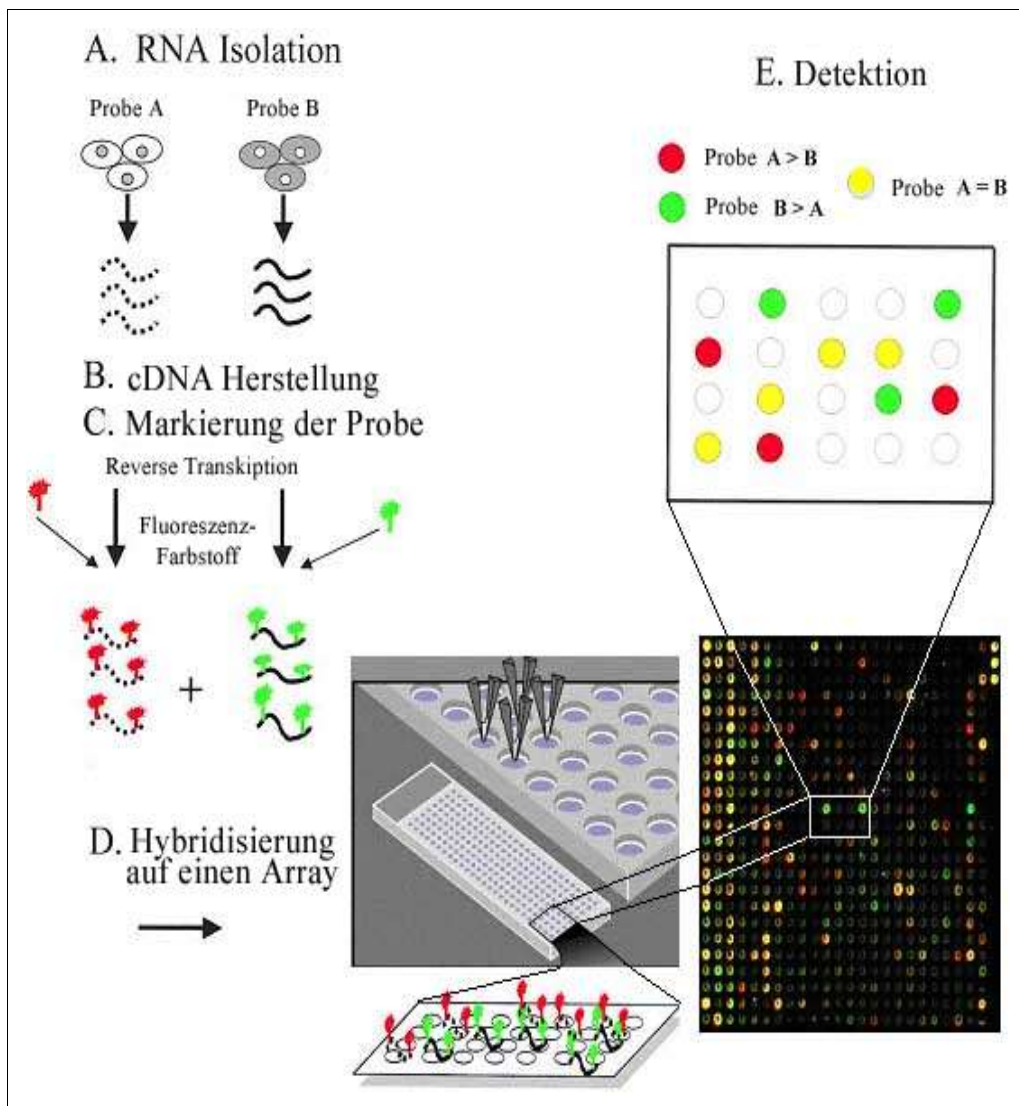 A. RNA Isolation
Probe A
Probe B
B. cDNA Herstellung
C. Markierung der Probe
Reverse Transkiption
Fluoreszenz-
Farbstoff
+
D. Hybridisierung
auf einen Array
E. Detektion
Probe A > B
Probe B > A
Probe A = B